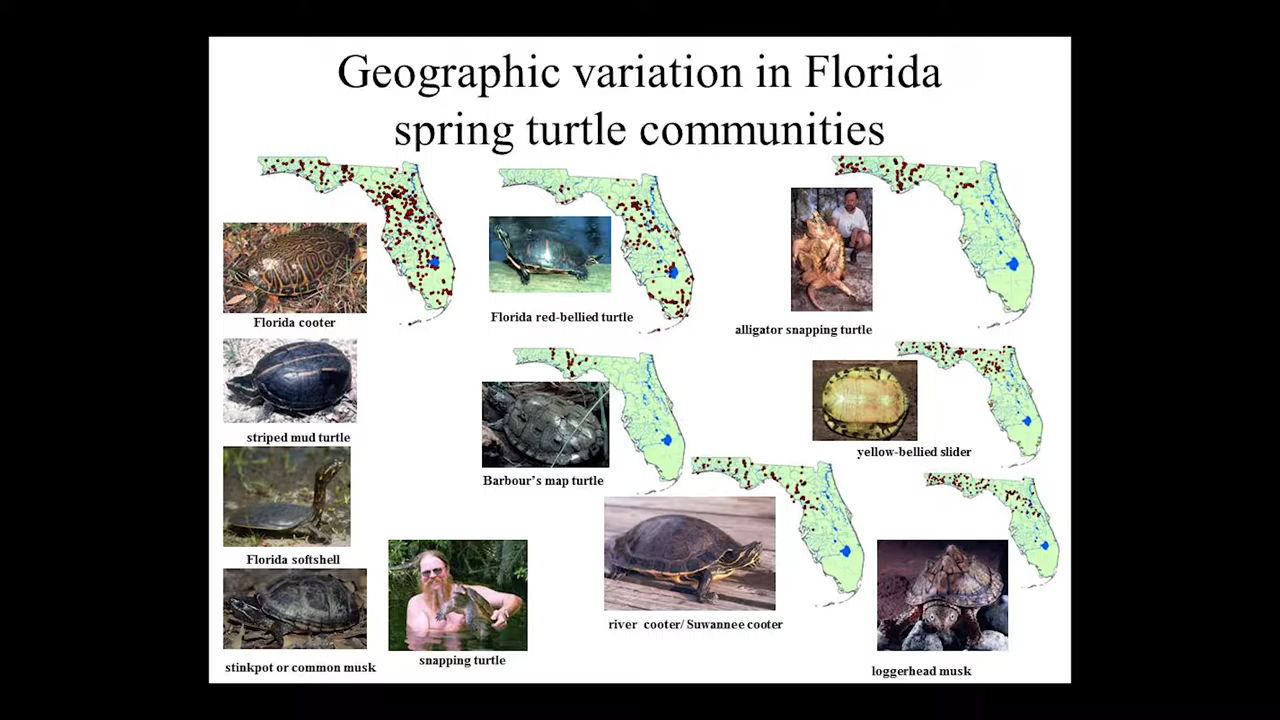 Geographic variation in Florida
spring turtle communities
Florida cooter
Florida red-bellied turtle
alligator snapping turtle
striped mud turtle
Barbour's map turtle
yellow-bellied slider
Florida softshell
river cooter/ Suwannee cooter
stinkpot or common musk
snapping turtle
loggerhead musk